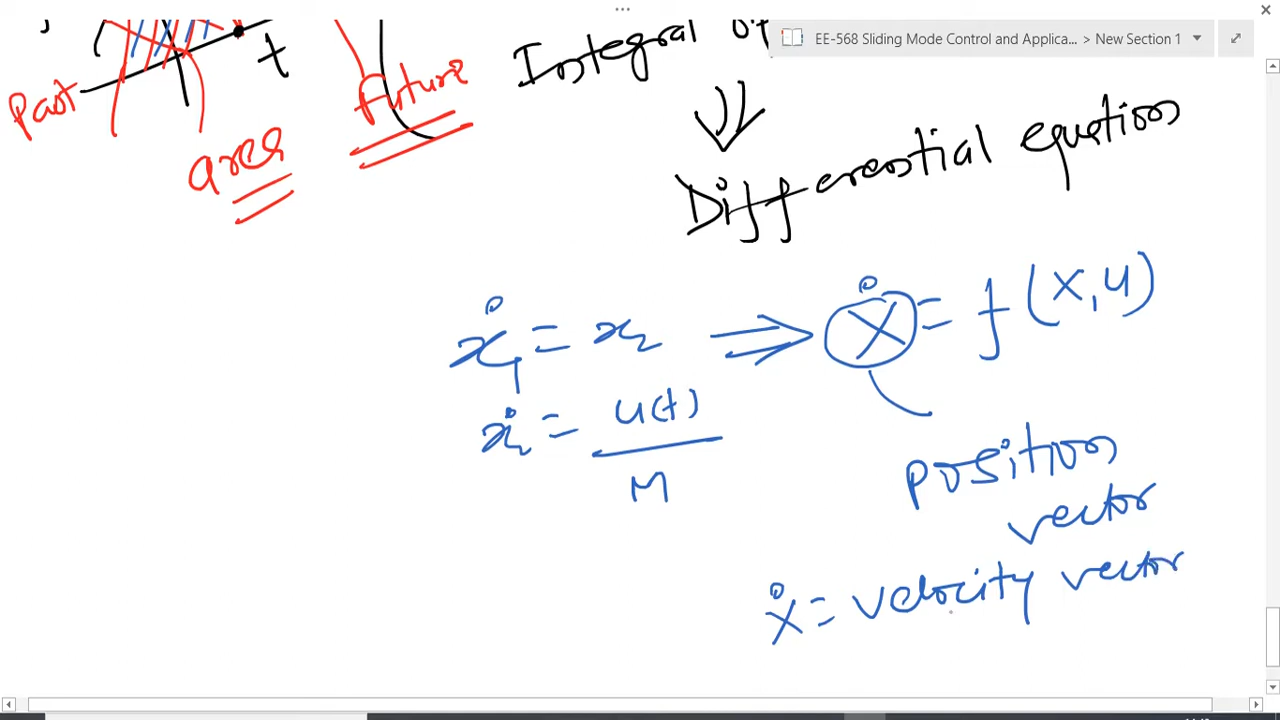 EE-568 Sliding Mode Control and Applica... > New Section 1
t
Past
area
future
Integral of
⇓
Differential equation
ẋ₁ = x₂ ⇒ Ẋ = f(X,u)
ẋ₂ = u(t)/M
position
vector
Ẋ = velocity vector